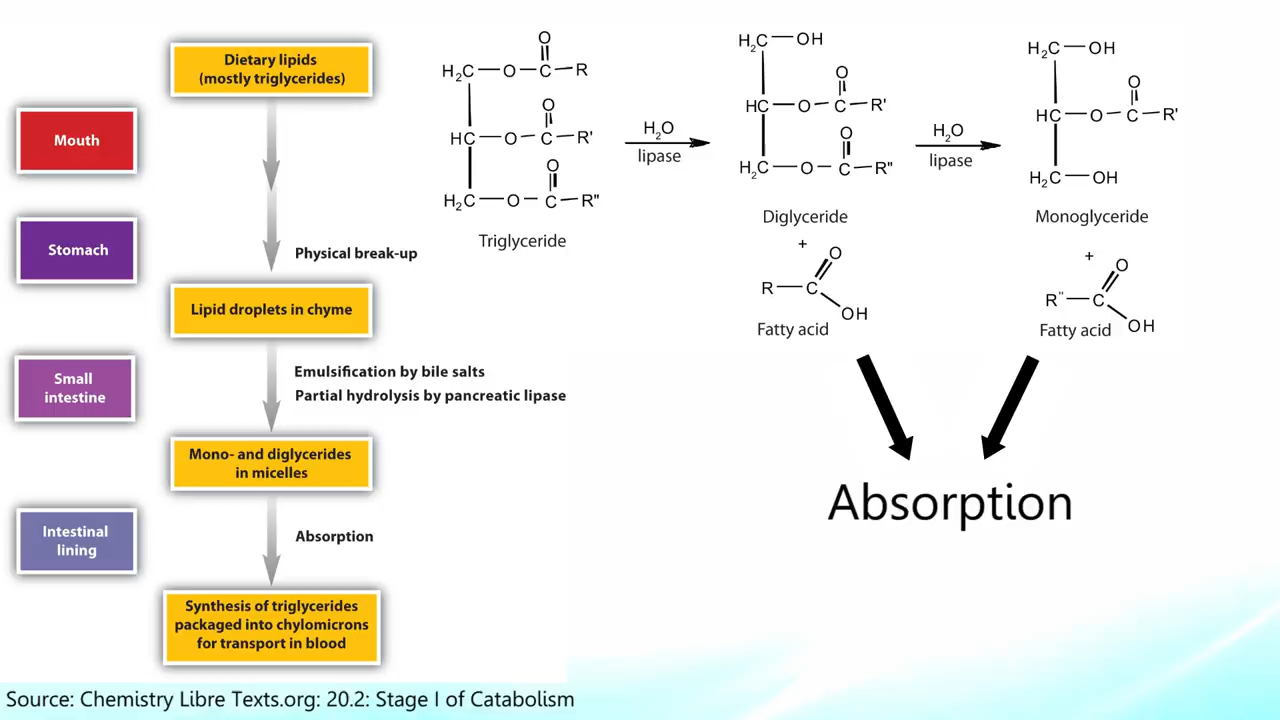 Dietary lipids
(mostly triglycerides)
Mouth
Stomach
Physical break-up
Lipid droplets in chyme
Small
intestine
Emulsification by bile salts
Partial hydrolysis by pancreatic lipase
Mono- and diglycerides
in micelles
Intestinal
lining
Absorption
Synthesis of triglycerides
packaged into chylomicrons
for transport in blood
O
H₂C—O—C—R
O
HC—O—C—R'
O
H₂C—O—C—R"
Triglyceride
H₂O
lipase
H₂C—OH
O
HC—O—C—R'
O
H₂C—O—C—R"
Diglyceride
+
O
R—C
OH
Fatty acid
H₂O
lipase
H₂C—OH
O
HC—O—C—R'
H₂C—OH
Monoglyceride
+
O
R"—C
OH
Fatty acid
Absorption
Source: Chemistry Libre Texts.org: 20.2: Stage I of Catabolism